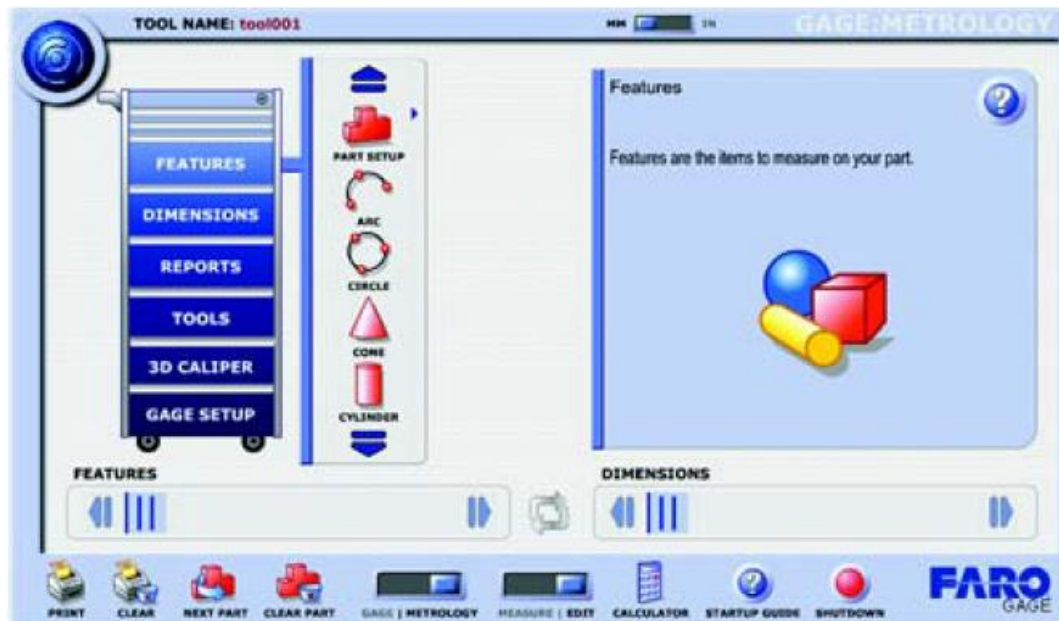 TOOL NAME: tool001
MM IN
GAGE:METROLOGY
FEATURES
DIMENSIONS
REPORTS
TOOLS
3D CALIPER
GAGE SETUP
PART SETUP
ARC
CIRCLE
CONE
CYLINDER
Features
?
Features are the items to measure on your part.
FEATURES
DIMENSIONS
PRINT
CLEAR
NEXT PART
CLEAR PART
GAGE | METROLOGY
MEASURE | EDIT
CALCULATOR
?
STARTUP GUIDE
SHUTDOWN
FARO
GAGE